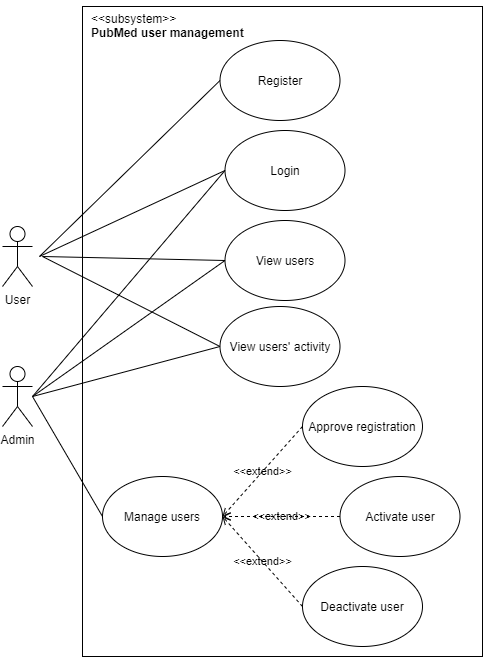 <<subsystem>>
PubMed user management
Register
Login
View users
User
View users' activity
Admin
Approve registration
<<extend>>
Manage users
<<extend>>
Activate user
<<extend>>
Deactivate user